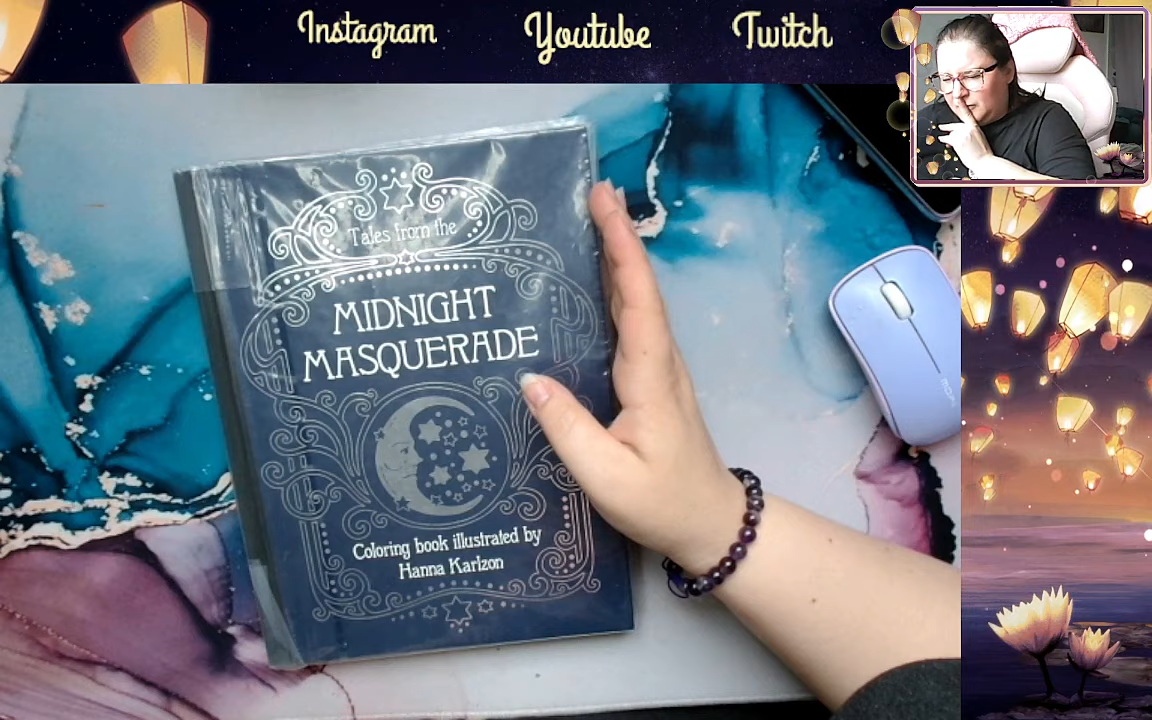 Instagram Youtube Twitch
Tales from the
MIDNIGHT
MASQUERADE
Coloring book illustrated by
Hanna Karlzon